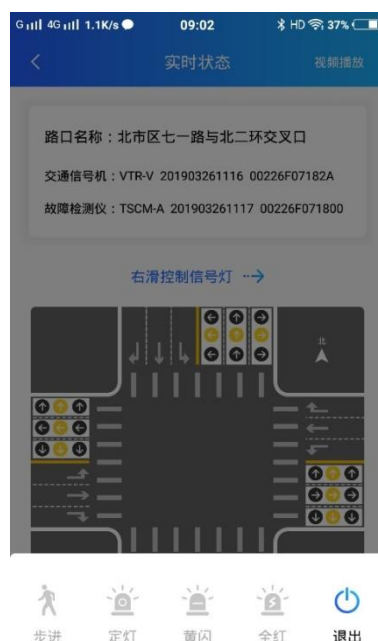 G 4G 1.1K/s 09:02 HD 37%
实时状态 视频播放
路口名称：北市区七一路与北二环交叉口
交通信号机：VTR-V 201903261116 00226F07182A
故障检测仪：TSCM-A 201903261117 00226F071800
右滑控制信号灯
北
步进 定灯 黄闪 全红 退出